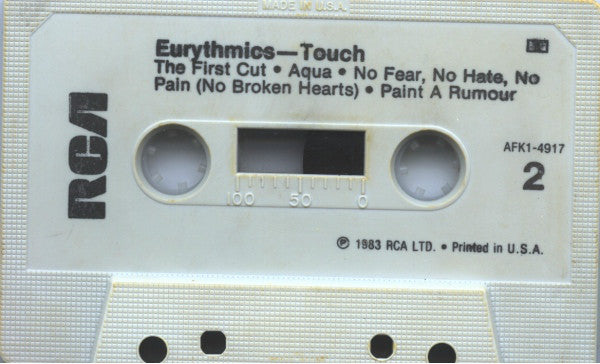 MADE IN U.S.A.
Eurythmics—Touch
The First Cut • Aqua • No Fear, No Hate, No
Pain (No Broken Hearts) • Paint A Rumour
RCA
AFK1-4917
2
100 50 0
℗ 1983 RCA LTD. • Printed in U.S.A.